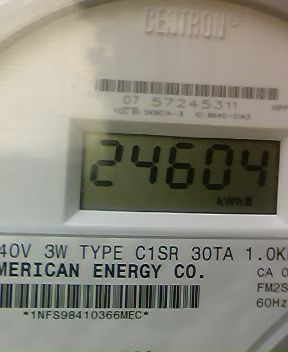 CENTRON
07 57245311
24604
kWh
40V 3W TYPE C1SR 30TA 1.0K
MERICAN ENERGY CO. CA 0
FM2S
60Hz
*1NFS98410366MEC*